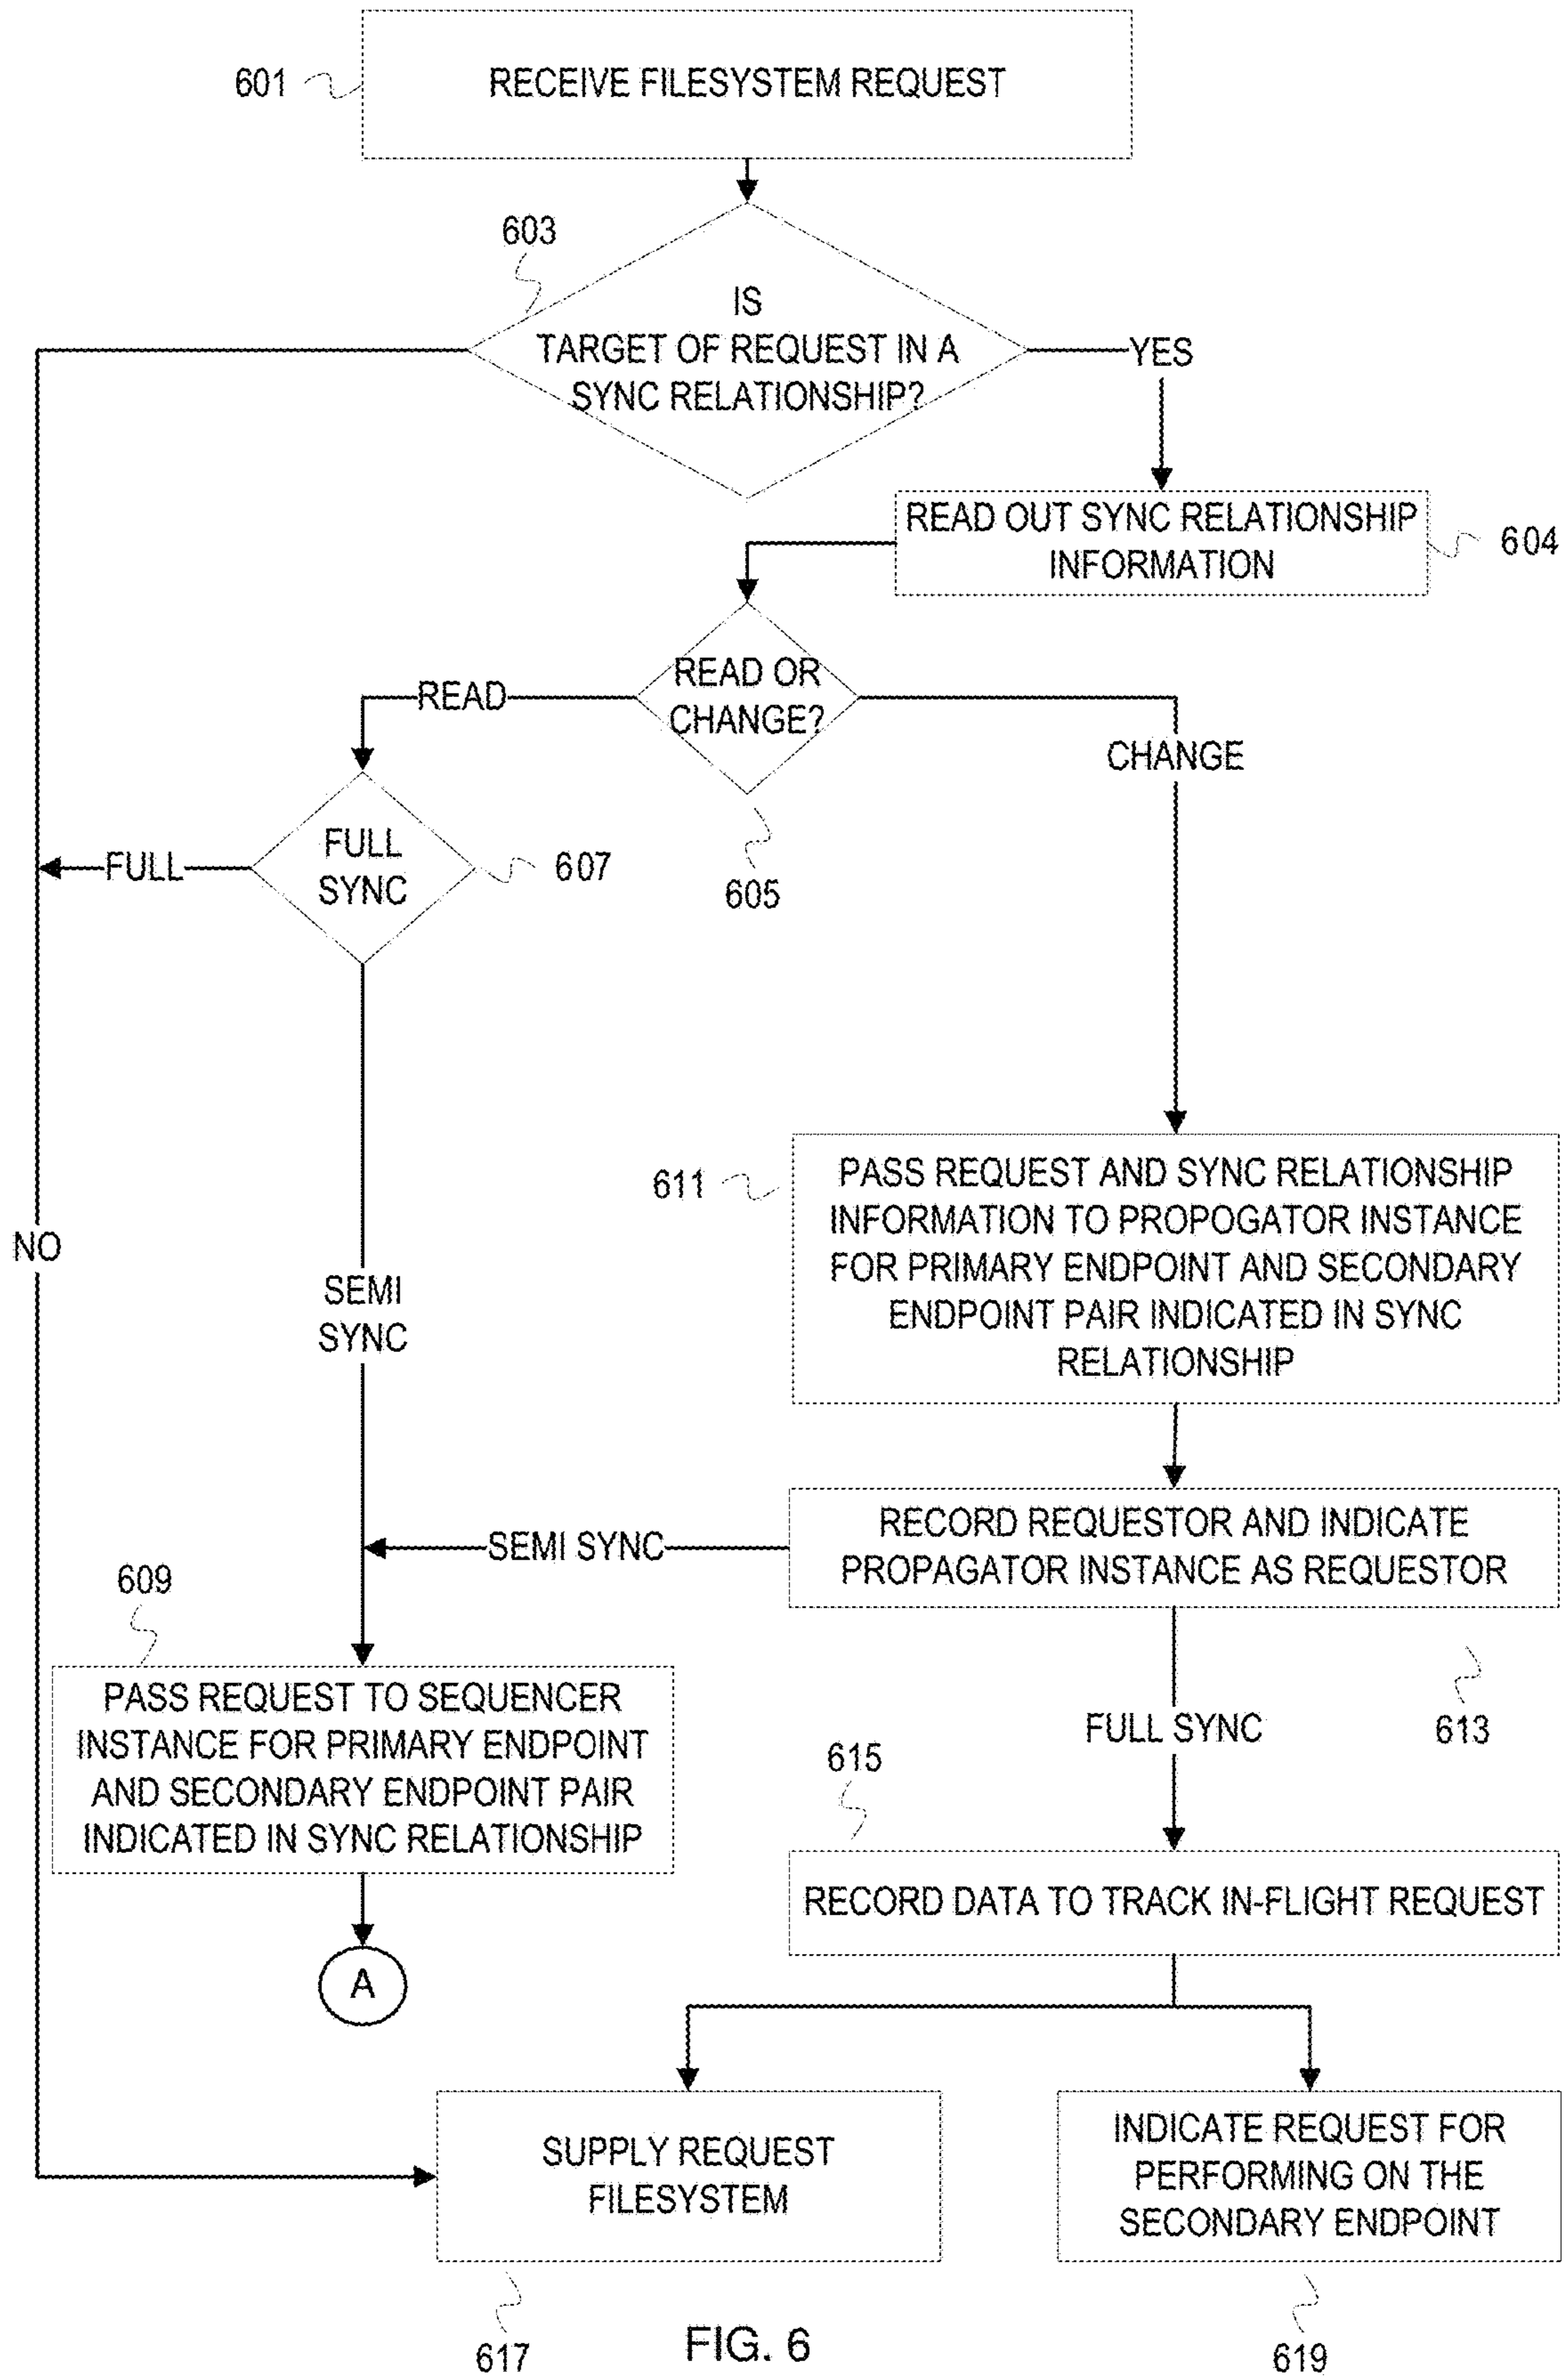 601
RECEIVE FILESYSTEM REQUEST
603
IS
TARGET OF REQUEST IN A
SYNC RELATIONSHIP?
YES
READ OUT SYNC RELATIONSHIP
INFORMATION
604
READ OR
CHANGE?
READ
CHANGE
605
FULL
SYNC
FULL
607
NO
SEMI
SYNC
611
PASS REQUEST AND SYNC RELATIONSHIP
INFORMATION TO PROPOGATOR INSTANCE
FOR PRIMARY ENDPOINT AND SECONDARY
ENDPOINT PAIR INDICATED IN SYNC
RELATIONSHIP
RECORD REQUESTOR AND INDICATE
PROPAGATOR INSTANCE AS REQUESTOR
SEMI SYNC
613
609
PASS REQUEST TO SEQUENCER
INSTANCE FOR PRIMARY ENDPOINT
AND SECONDARY ENDPOINT PAIR
INDICATED IN SYNC RELATIONSHIP
A
FULL SYNC
615
RECORD DATA TO TRACK IN-FLIGHT REQUEST
SUPPLY REQUEST
FILESYSTEM
617
INDICATE REQUEST FOR
PERFORMING ON THE
SECONDARY ENDPOINT
619
FIG. 6